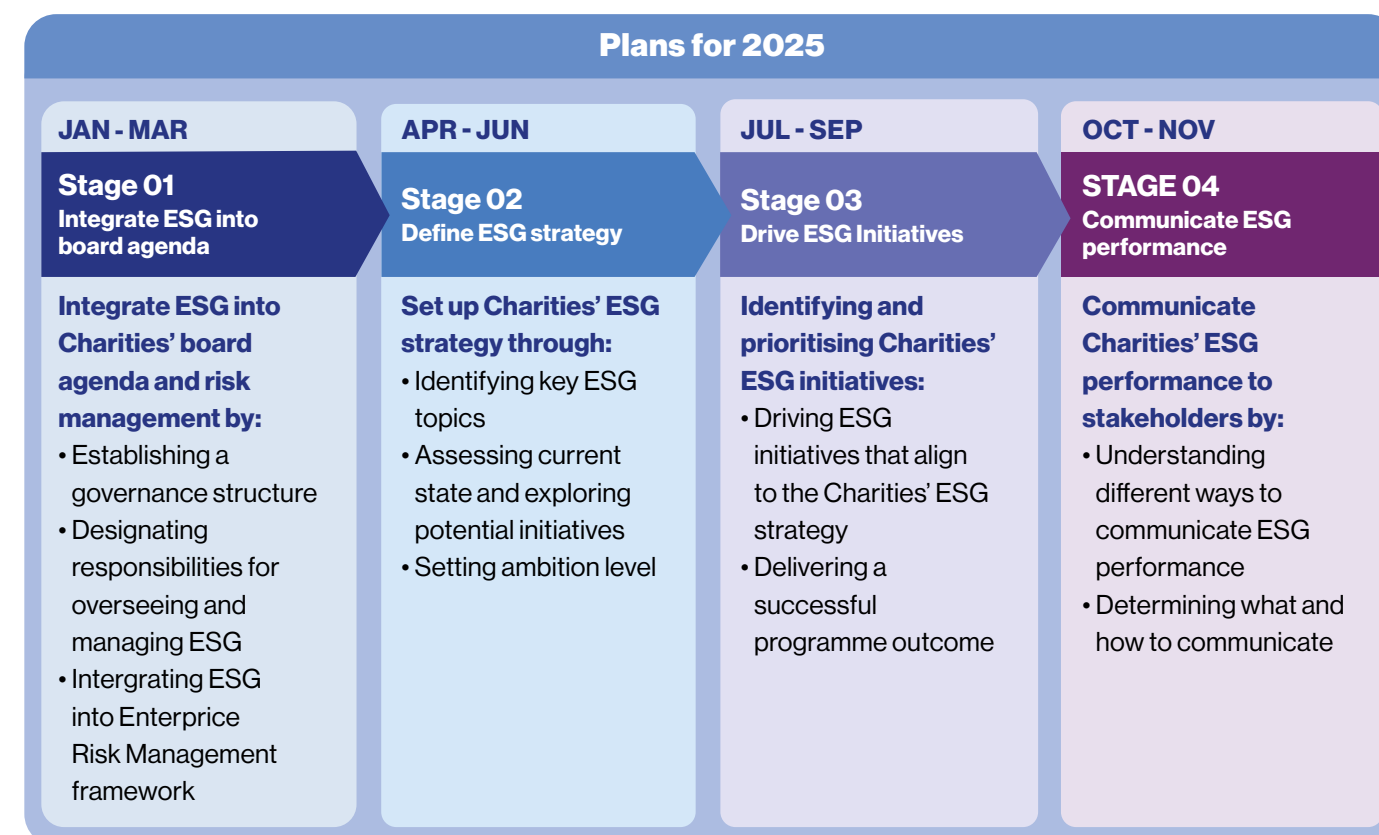 Plans for 2025
JAN - MAR
Stage 01
Integrate ESG into
board agenda
Integrate ESG into
Charities’ board
agenda and risk
management by:
• Establishing a
governance structure
• Designating
responsibilities for
overseeing and
managing ESG
• Intergrating ESG
into Enterprice
Risk Management
framework
APR - JUN
Stage 02
Define ESG strategy
Set up Charities’ ESG
strategy through:
• Identifying key ESG
topics
• Assessing current
state and exploring
potential initiatives
• Setting ambition level
JUL - SEP
Stage 03
Drive ESG Initiatives
Identifying and
prioritising Charities’
ESG initiatives:
• Driving ESG
initiatives that align
to the Charities’ ESG
strategy
• Delivering a
successful
programme outcome
OCT - NOV
STAGE 04
Communicate ESG
performance
Communicate
Charities’ ESG
performance to
stakeholders by:
• Understanding
different ways to
communicate ESG
performance
• Determining what and
how to communicate